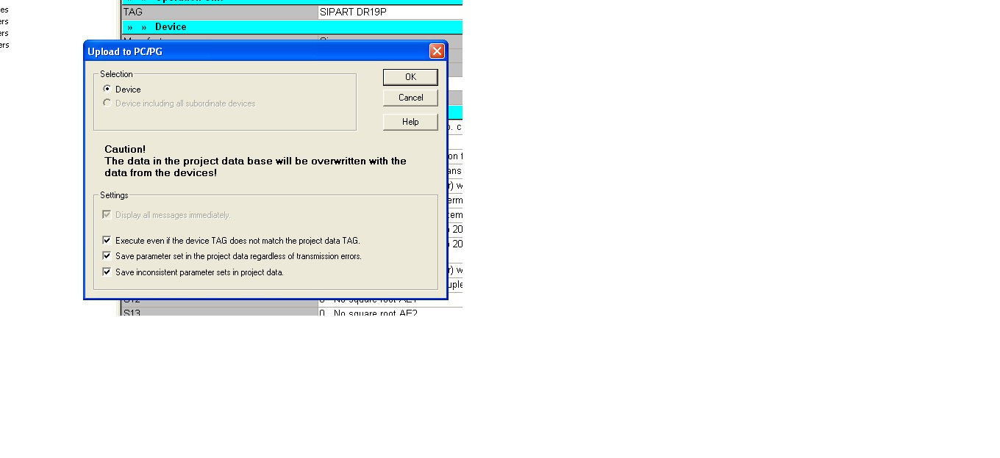 es
ers
ers
ers
TAG SIPART DR19P
» » Device
Upload to PC/PG
Selection
OK
Device
Cancel
Device including all subordinate devices
Help
Caution!
The data in the project data base will be overwritten with the
data from the devices!
Settings
Display all messages immediately.
Execute even if the device TAG does not match the project data TAG.
Save parameter set in the project data regardless of transmission errors.
Save inconsistent parameter sets in project data.
S12 0 No square root AE1
S13 0 No square root AE2